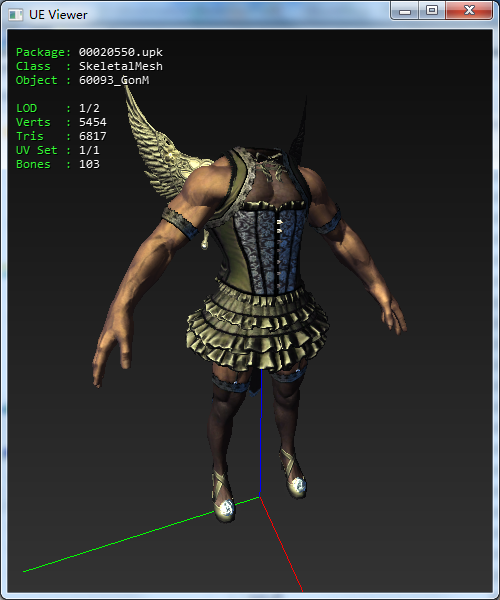 UE Viewer
Package: 00020550.upk
Class : SkeletalMesh
Object : 60093_GonM
LOD : 1/2
Verts : 5454
Tris : 6817
UV Set : 1/1
Bones : 103